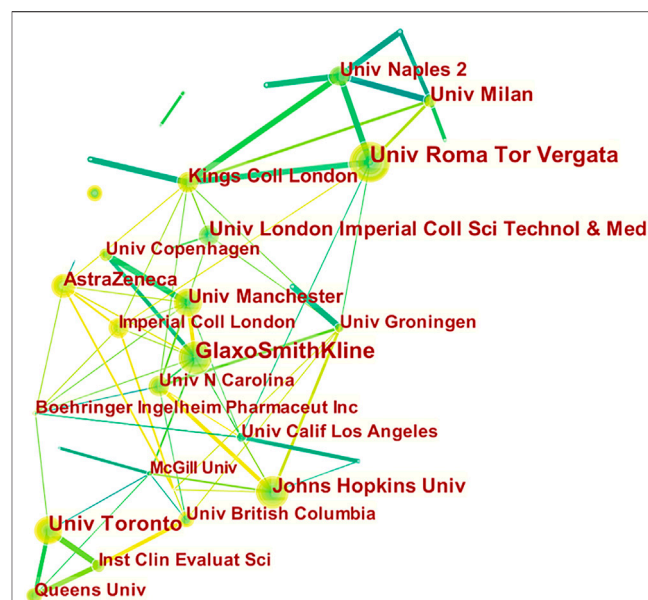 Univ Naples 2
Univ Milan
Univ Roma Tor Vergata
Kings Coll London
Univ London Imperial Coll Sci Technol & Med
Univ Copenhagen
AstraZeneca
Univ Manchester
Imperial Coll London
Univ Groningen
GlaxoSmithKline
Univ N Carolina
Boehringer Ingelheim Pharmaceut Inc
Univ Calif Los Angeles
McGill Univ
Johns Hopkins Univ
Univ British Columbia
Univ Toronto
Inst Clin Evaluat Sci
Queens Univ